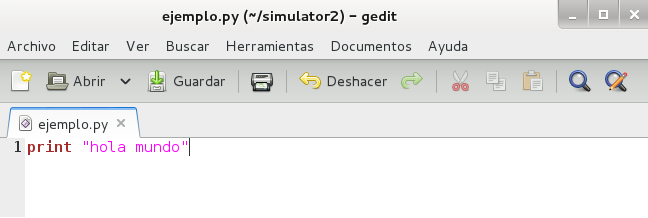 ejemplo.py (~/simulator2) – gedit
Archivo Editar Ver Buscar Herramientas Documentos Ayuda
Abrir Guardar Deshacer
ejemplo.py
1 print "hola mundo"